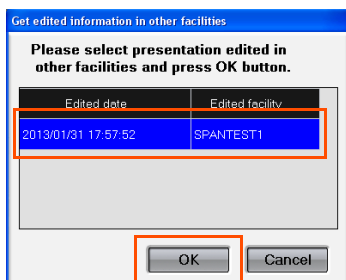 Get edited information in other facilities
Please select presentation edited in
other facilities and press OK button.
Edited date Edited facility
2013/01/31 17:57:52 SPANTEST1
OK Cancel